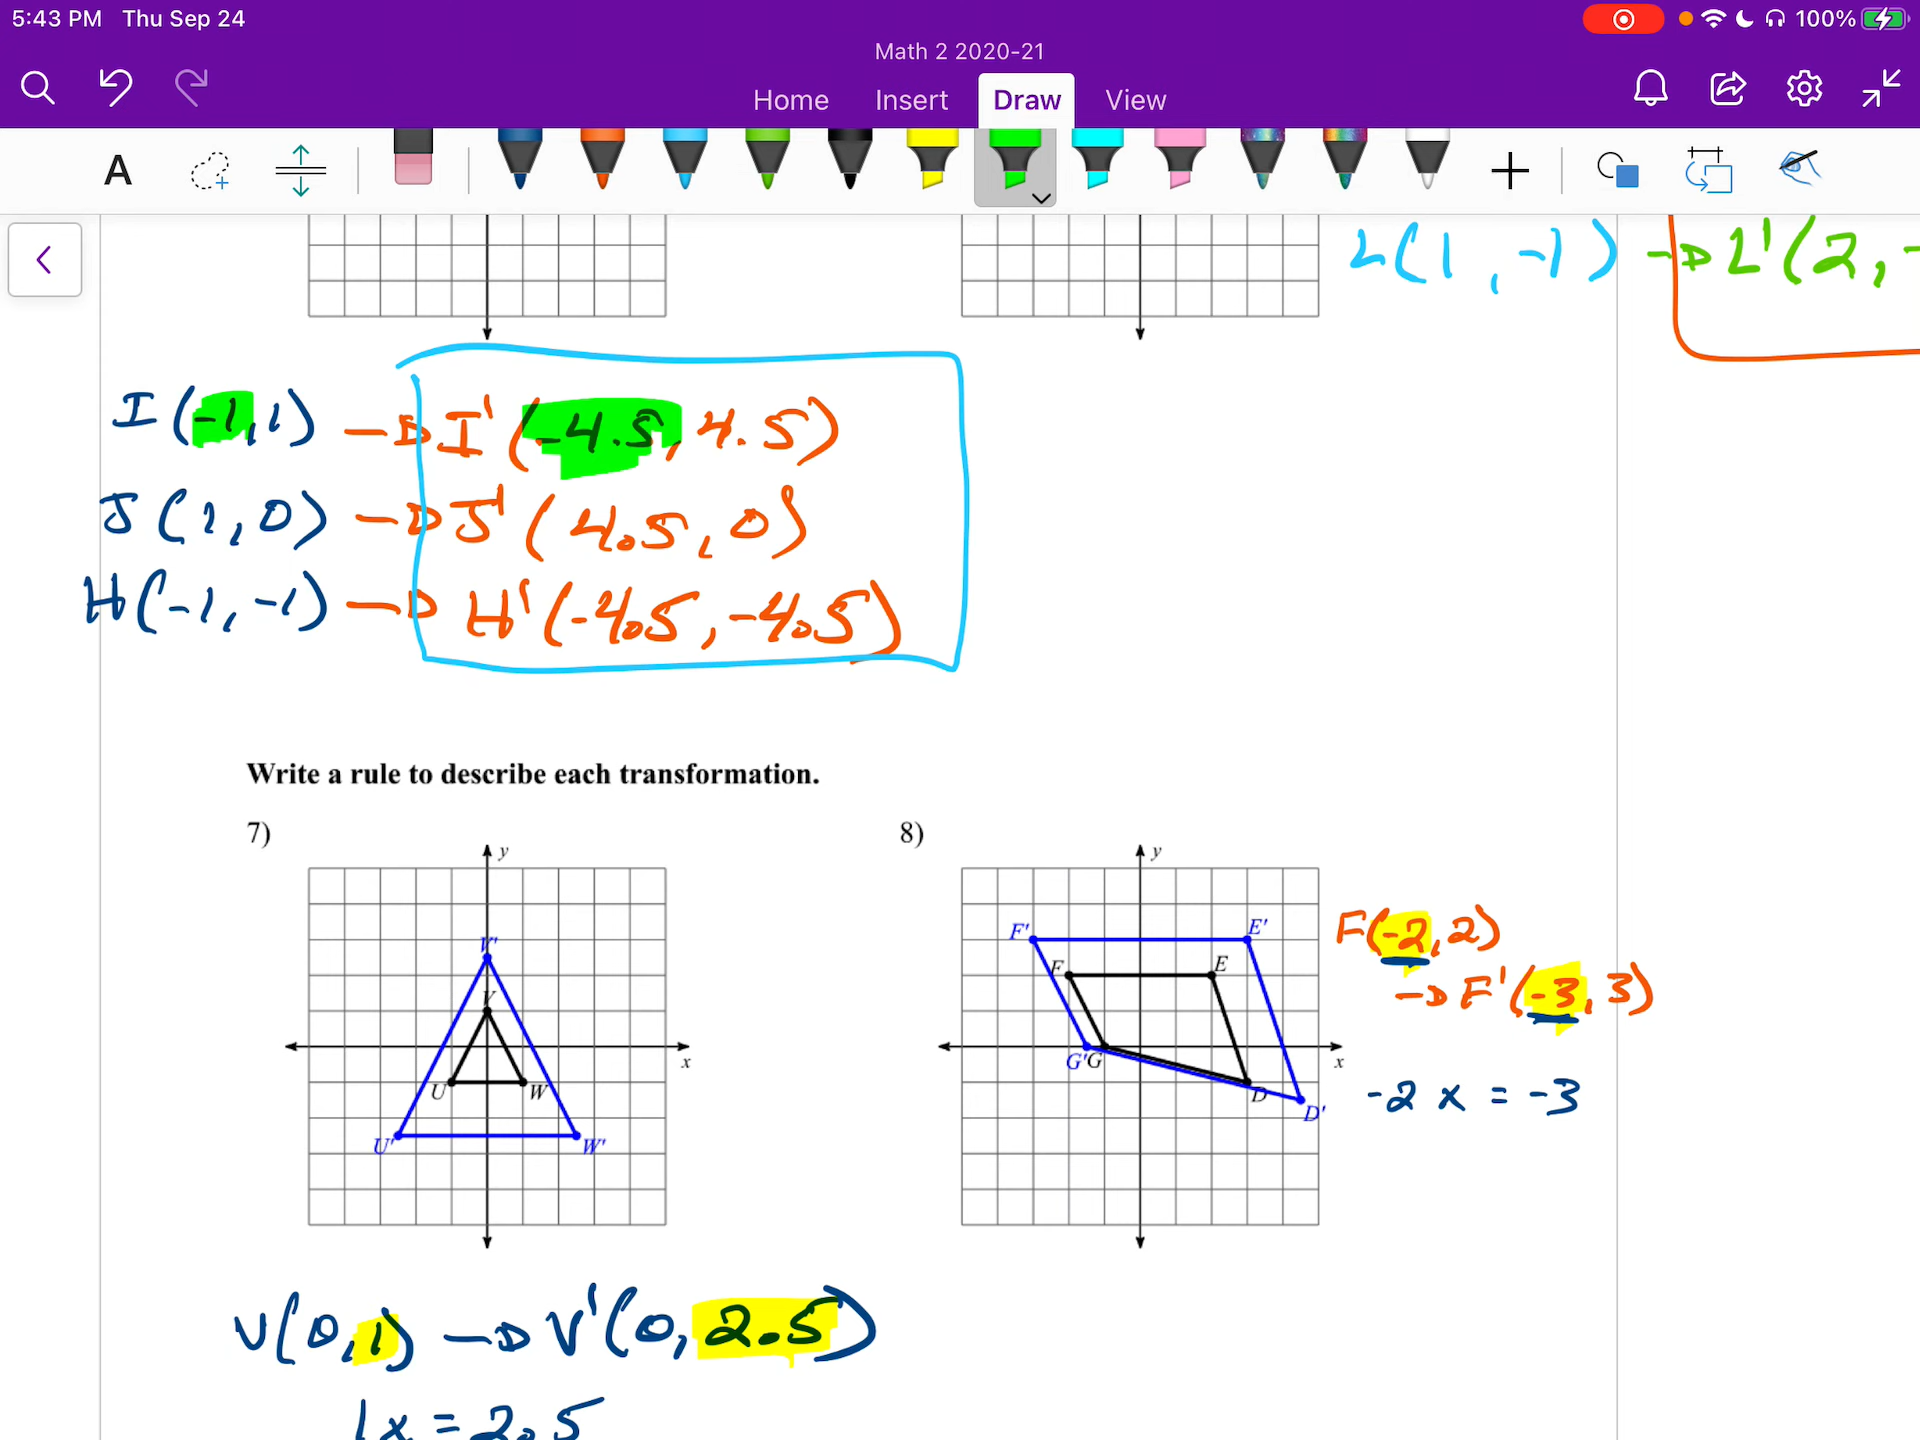 5:43 PM Thu Sep 24
100%
Math 2 2020-21
Home Insert Draw View
A
L(1, -1) → L'(2, -
I(-1, 1) → I'(-4.5, 4.5)
J(1, 0) → J'(4.5, 0)
H(-1, -1) → H'(-4.5, -4.5)
Write a rule to describe each transformation.
7)
y
x
V'
V
U
W
U'
W'
8)
y
x
F'
E'
F
E
G'
G
D
D'
F(-2, 2)
→ F'(-3, 3)
-2x = -3
V(0, 1) → V'(0, 2.5)
1x = 2.5